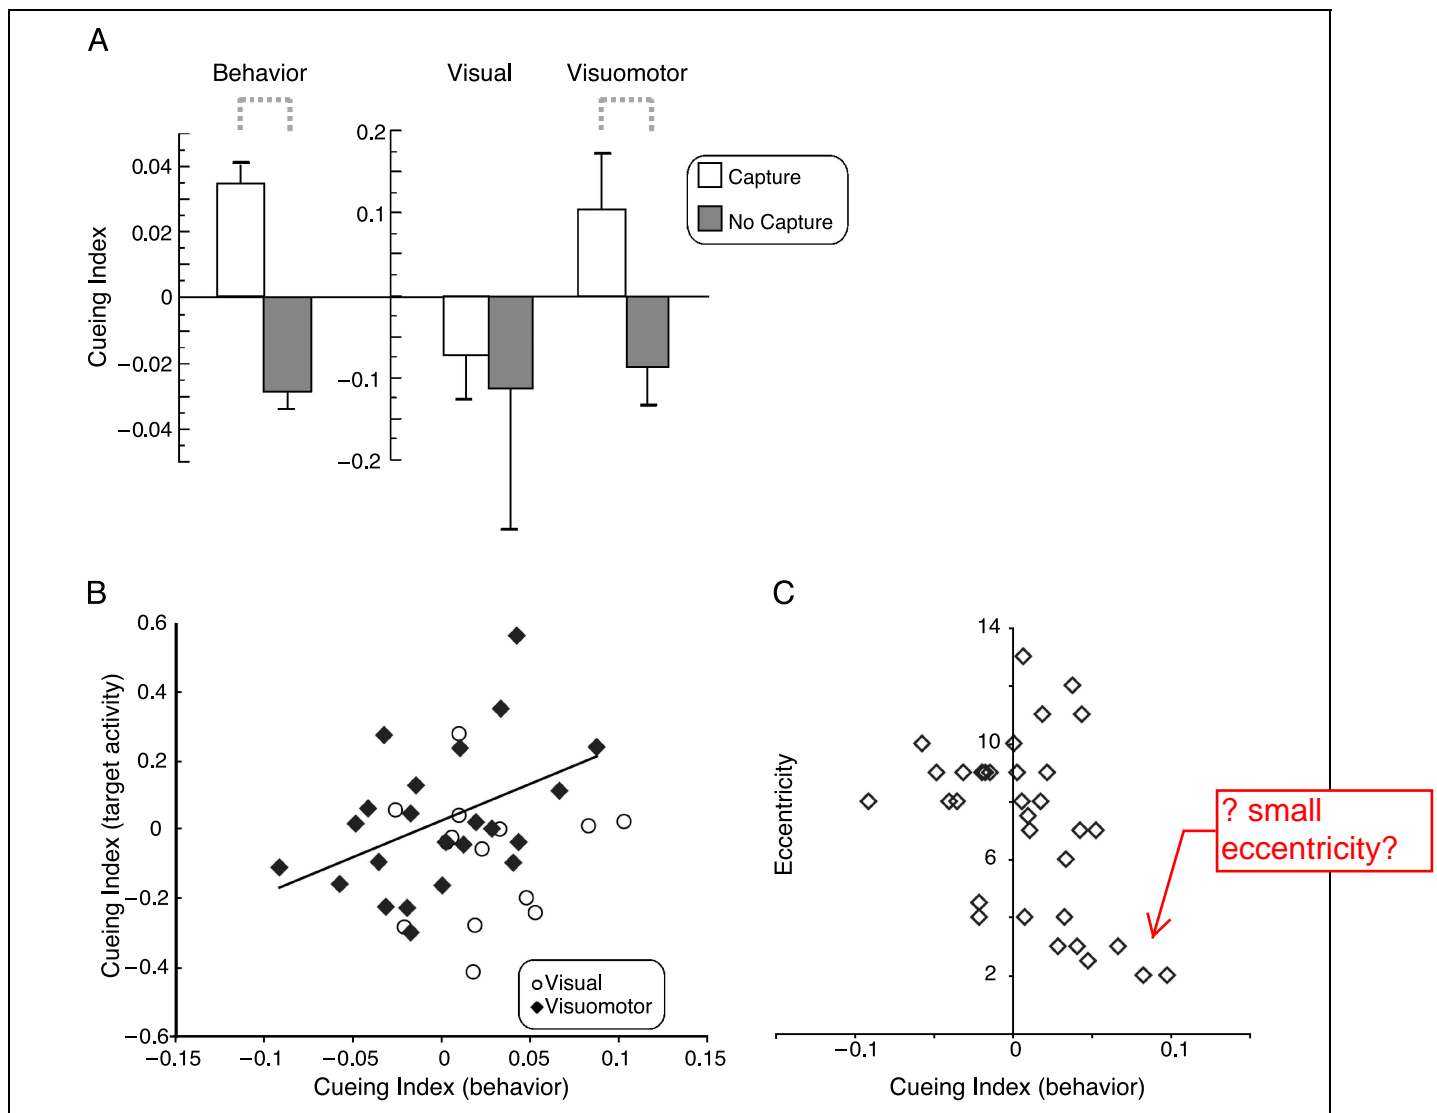 A
Behavior
Visual
Visuomotor
0.04
0.02
0
−0.02
−0.04
Cueing Index
0.2
0.1
−0.1
−0.2
Capture
No Capture
B
0.6
0.4
0.2
0
−0.2
−0.4
−0.6
Cueing Index (target activity)
−0.15
−0.1
−0.05
0
0.05
0.1
0.15
Cueing Index (behavior)
Visual
Visuomotor
C
14
10
6
2
Eccentricity
−0.1
0
0.1
Cueing Index (behavior)
? small
eccentricity?